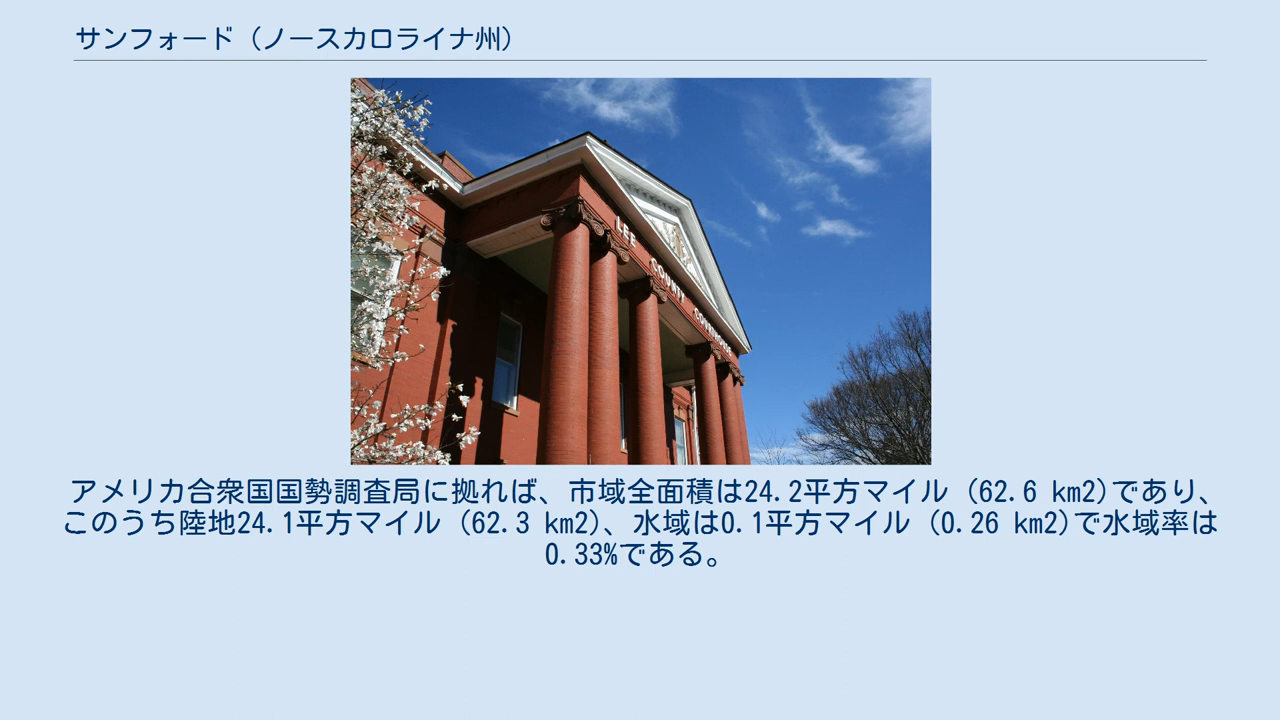 サンフォード（ノースカロライナ州）
LEE COUNTY COURTHOUSE
アメリカ合衆国国勢調査局に拠れば、市域全面積は24.2平方マイル (62.6 km2)であり、
このうち陸地24.1平方マイル (62.3 km2)、水域は0.1平方マイル (0.26 km2)で水域率は
0.33%である。